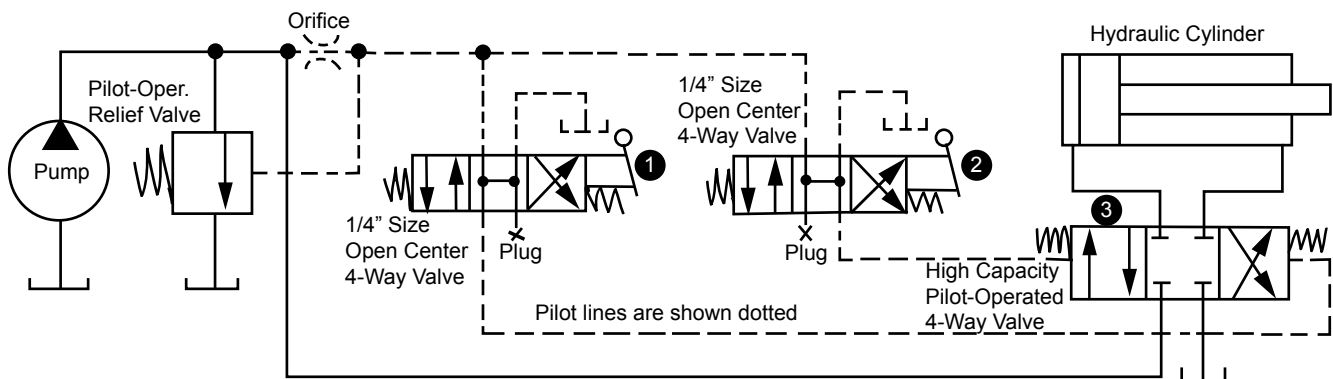 Orifice
Hydraulic Cylinder
Pilot-Oper.
Relief Valve
Pump
1/4” Size
Open Center
4-Way Valve
1
1/4” Size
Open Center
4-Way Valve
2
Plug
Plug
3
High Capacity
Pilot-Operated
4-Way Valve
Pilot lines are shown dotted